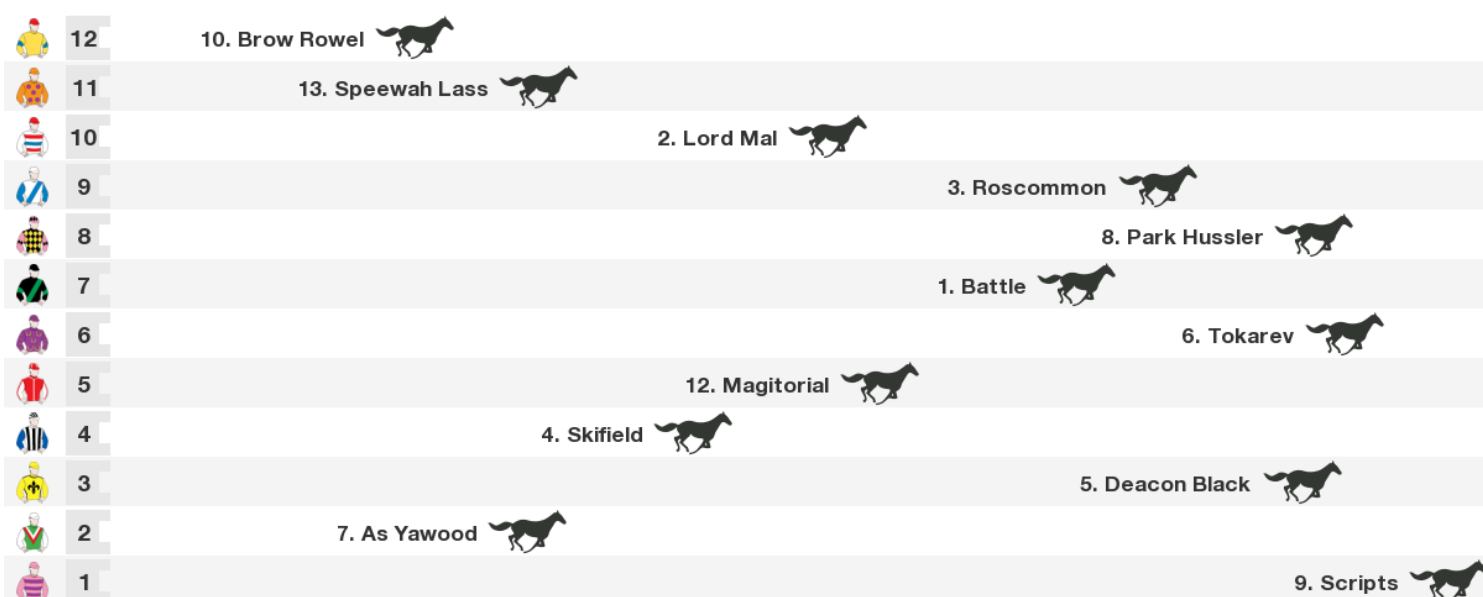 12 10. Brow Rowel
11 13. Speewah Lass
10 2. Lord Mal
9 3. Roscommon
8 8. Park Hussler
7 1. Battle
6 6. Tokarev
5 12. Magitorial
4 4. Skifield
3 5. Deacon Black
2 7. As Yawood
1 9. Scripts